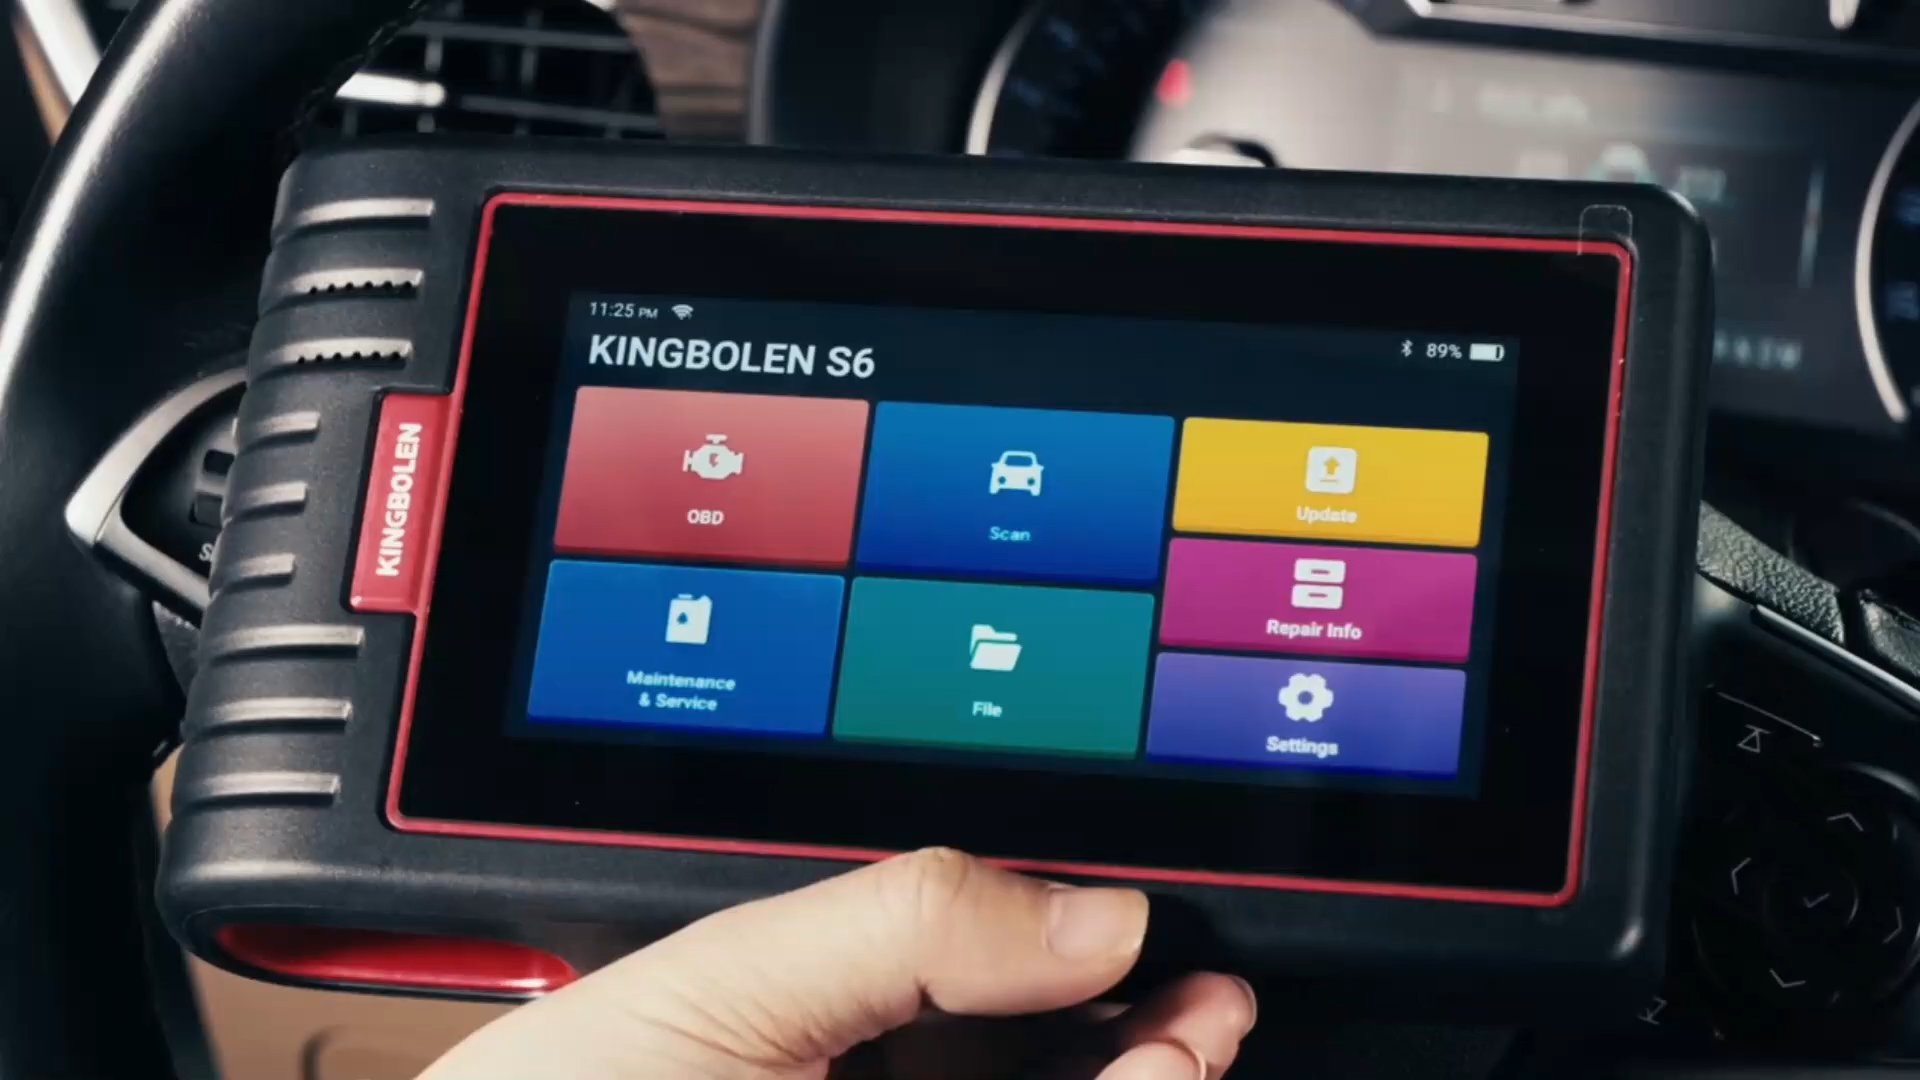 11:25 PM
89%
KINGBOLEN S6
KINGBOLEN
OBD
Scan
Update
Repair Info
Maintenance
& Service
File
Settings